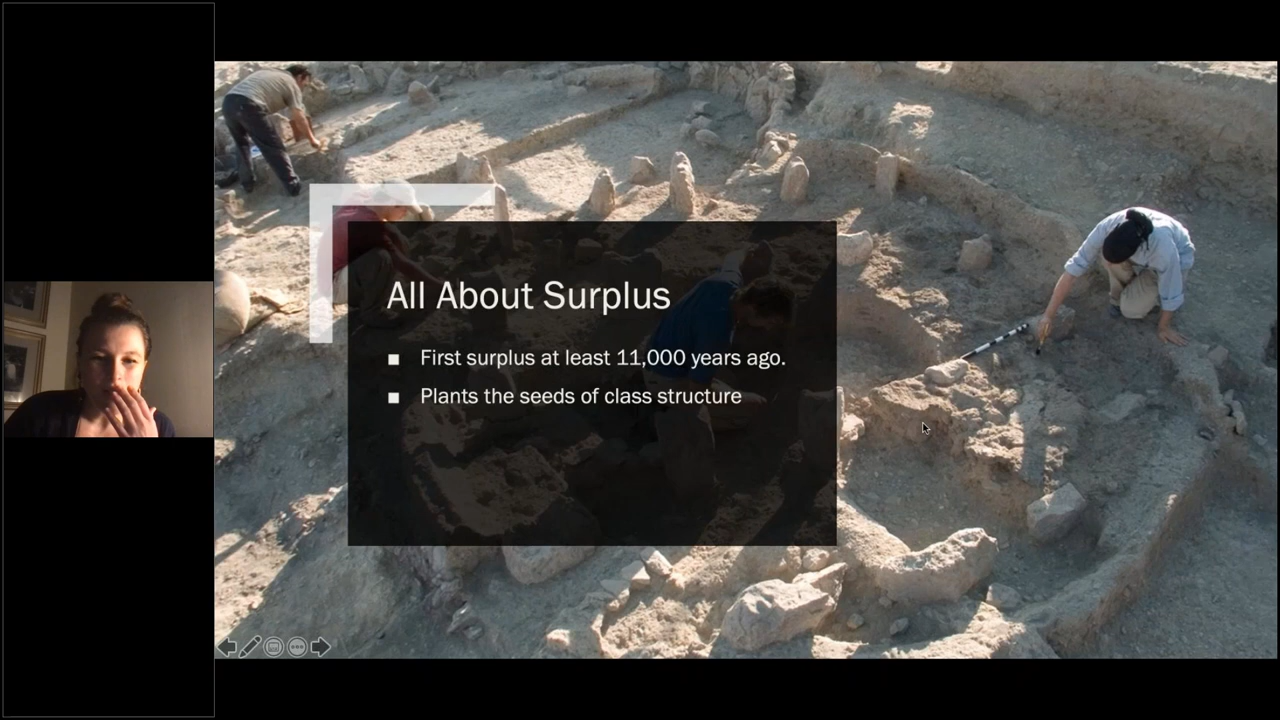 All About Surplus
First surplus at least 11,000 years ago.
Plants the seeds of class structure